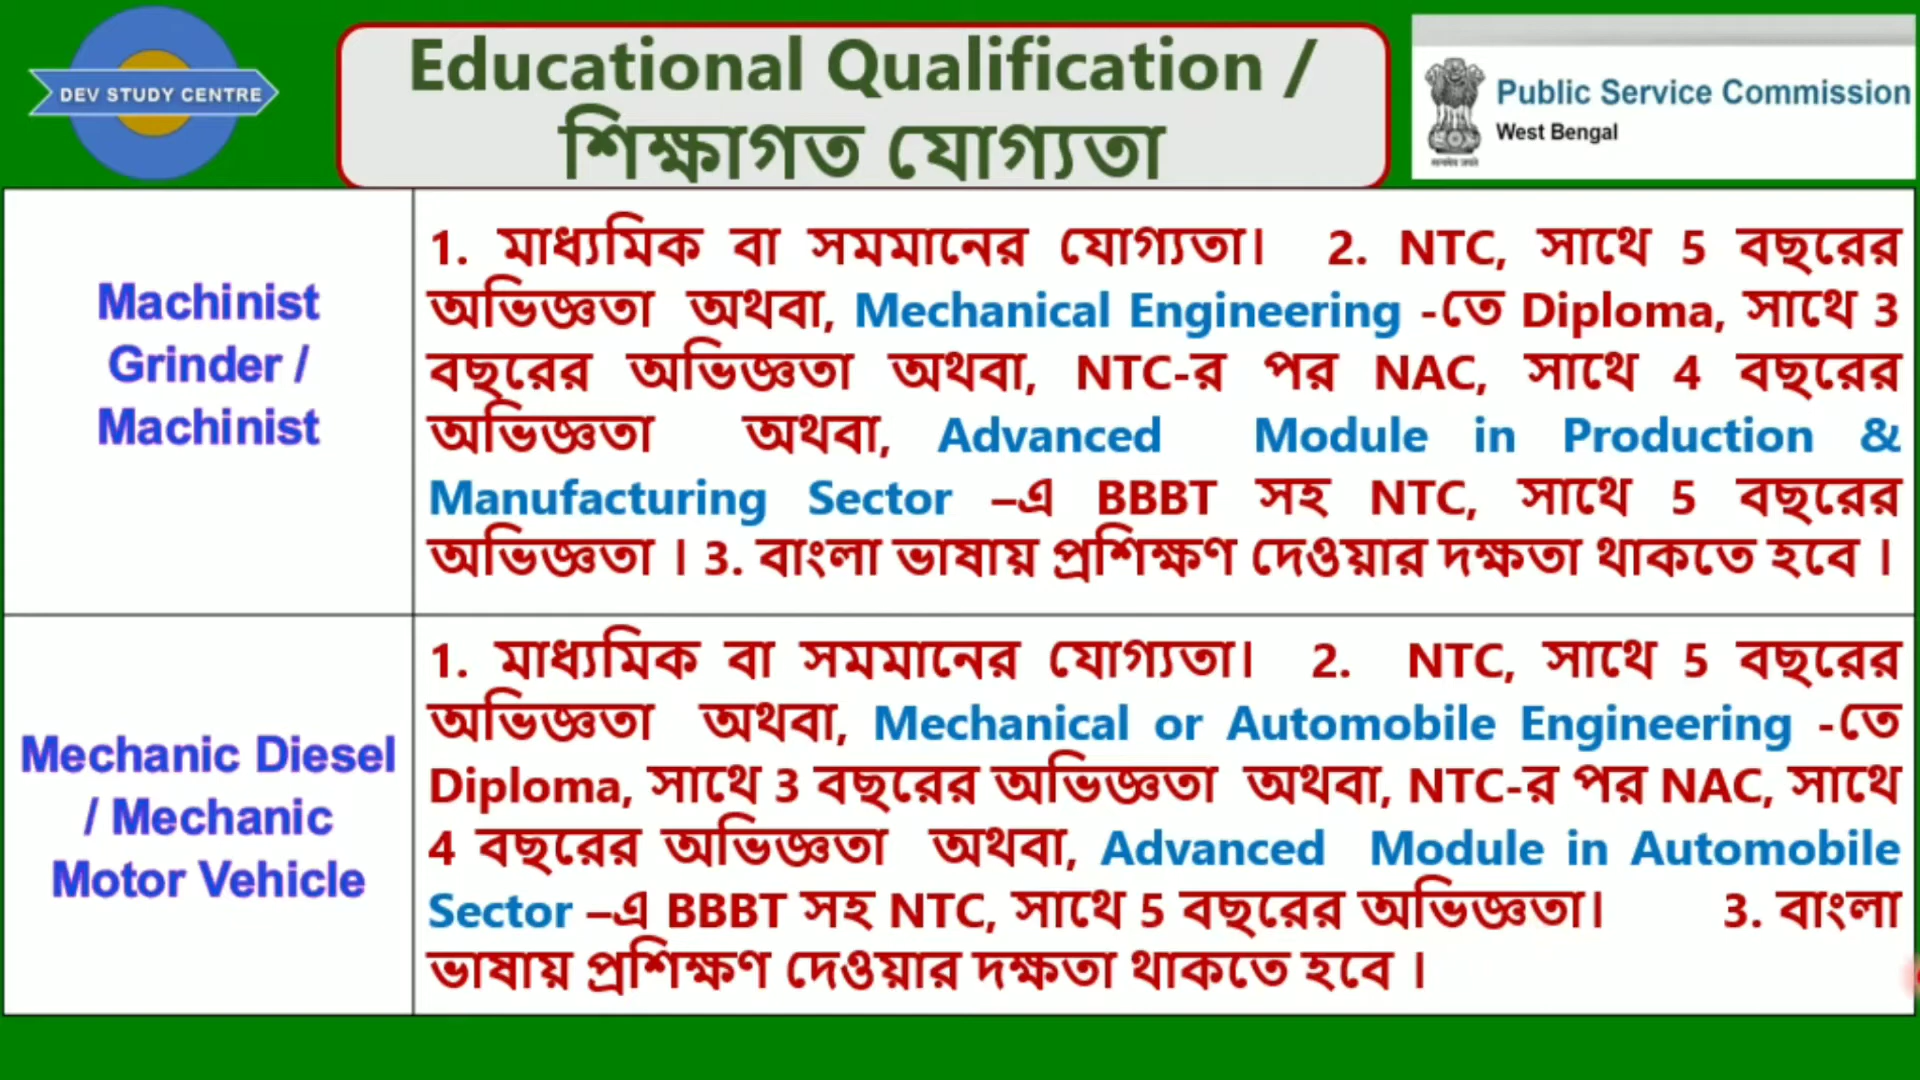 DEV STUDY CENTRE
Educational Qualification /
শিক্ষাগত যোগ্যতা
Public Service Commission
West Bengal
Machinist
Grinder /
Machinist
1. মাধ্যমিক বা সমমানের যোগ্যতা। 2. NTC, সাথে 5 বছরের
অভিজ্ঞতা অথবা, Mechanical Engineering -তে Diploma, সাথে 3
বছরের অভিজ্ঞতা অথবা, NTC-র পর NAC, সাথে 4 বছরের
অভিজ্ঞতা অথবা, Advanced Module in Production &
Manufacturing Sector –এ BBBT সহ NTC, সাথে 5 বছরের
অভিজ্ঞতা । 3. বাংলা ভাষায় প্রশিক্ষণ দেওয়ার দক্ষতা থাকতে হবে ।
Mechanic Diesel
/ Mechanic
Motor Vehicle
1. মাধ্যমিক বা সমমানের যোগ্যতা। 2. NTC, সাথে 5 বছরের
অভিজ্ঞতা অথবা, Mechanical or Automobile Engineering -তে
Diploma, সাথে 3 বছরের অভিজ্ঞতা অথবা, NTC-র পর NAC, সাথে
4 বছরের অভিজ্ঞতা অথবা, Advanced Module in Automobile
Sector –এ BBBT সহ NTC, সাথে 5 বছরের অভিজ্ঞতা। 3. বাংলা
ভাষায় প্রশিক্ষণ দেওয়ার দক্ষতা থাকতে হবে ।